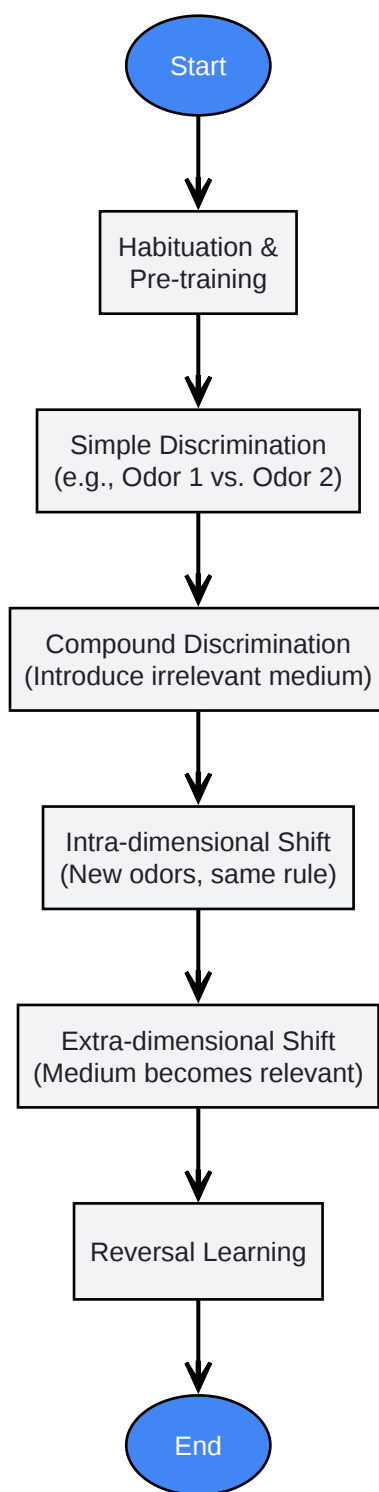 Start
Habituation &
Pre-training
Simple Discrimination
(e.g., Odor 1 vs. Odor 2)
Compound Discrimination
(Introduce irrelevant medium)
Intra-dimensional Shift
(New odors, same rule)
Extra-dimensional Shift
(Medium becomes relevant)
Reversal Learning
End